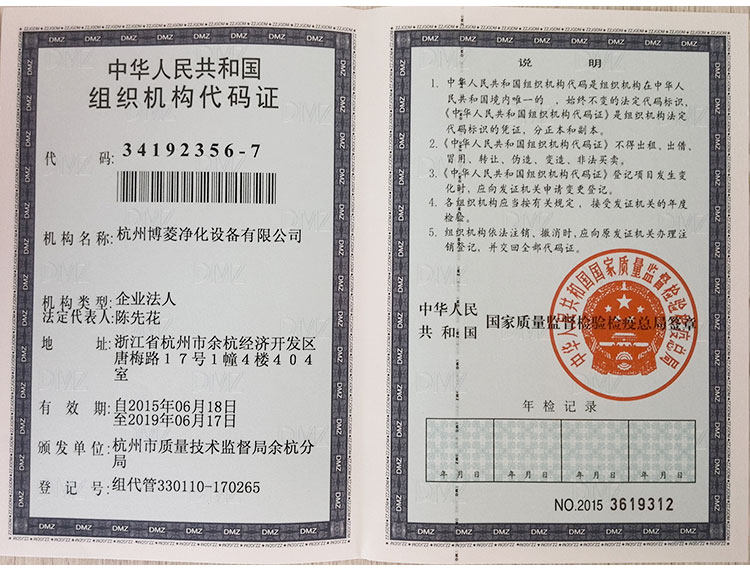 中华人民共和国
组织机构代码证
代 码: 34192356-7
机构名称: 杭州博菱净化设备有限公司
机构类型: 企业法人
法定代表人: 陈先花
地 址: 浙江省杭州市余杭经济开发区
唐梅路17号1幢4楼404
室
有 效 期: 自2015年06月18日
至2019年06月17日
颁发单位: 杭州市质量技术监督局余杭分
局
登 记 号: 组代管330110-170265
说 明
1. 中华人民共和国组织机构代码是组织机构在中华人
民共和国境内唯一的、始终不变的法定代码标识,
《中华人民共和国组织机构代码证》是组织机构法定
代码标识的凭证,分正本和副本。
2. 《中华人民共和国组织机构代码证》不得出租、出借、
冒用、转让、伪造、变造、非法买卖。
3. 《中华人民共和国组织机构代码证》登记项目发生变
化时,应向发证机关申请变更登记。
4. 各组织机构应当按有关规定,接受发证机关的年度
检验。
5. 组织机构依法注销、撤消时,应向原发证机关办理注
销登记,并交回全部代码证。
中华人民
共和国 国家质量监督检验检疫总局签章
中华人民共和国国家质量监督检验检疫总局
年检记录
年 月 日 年 月 日 年 月 日 年 月 日
NO.2015 3619312
DMZ